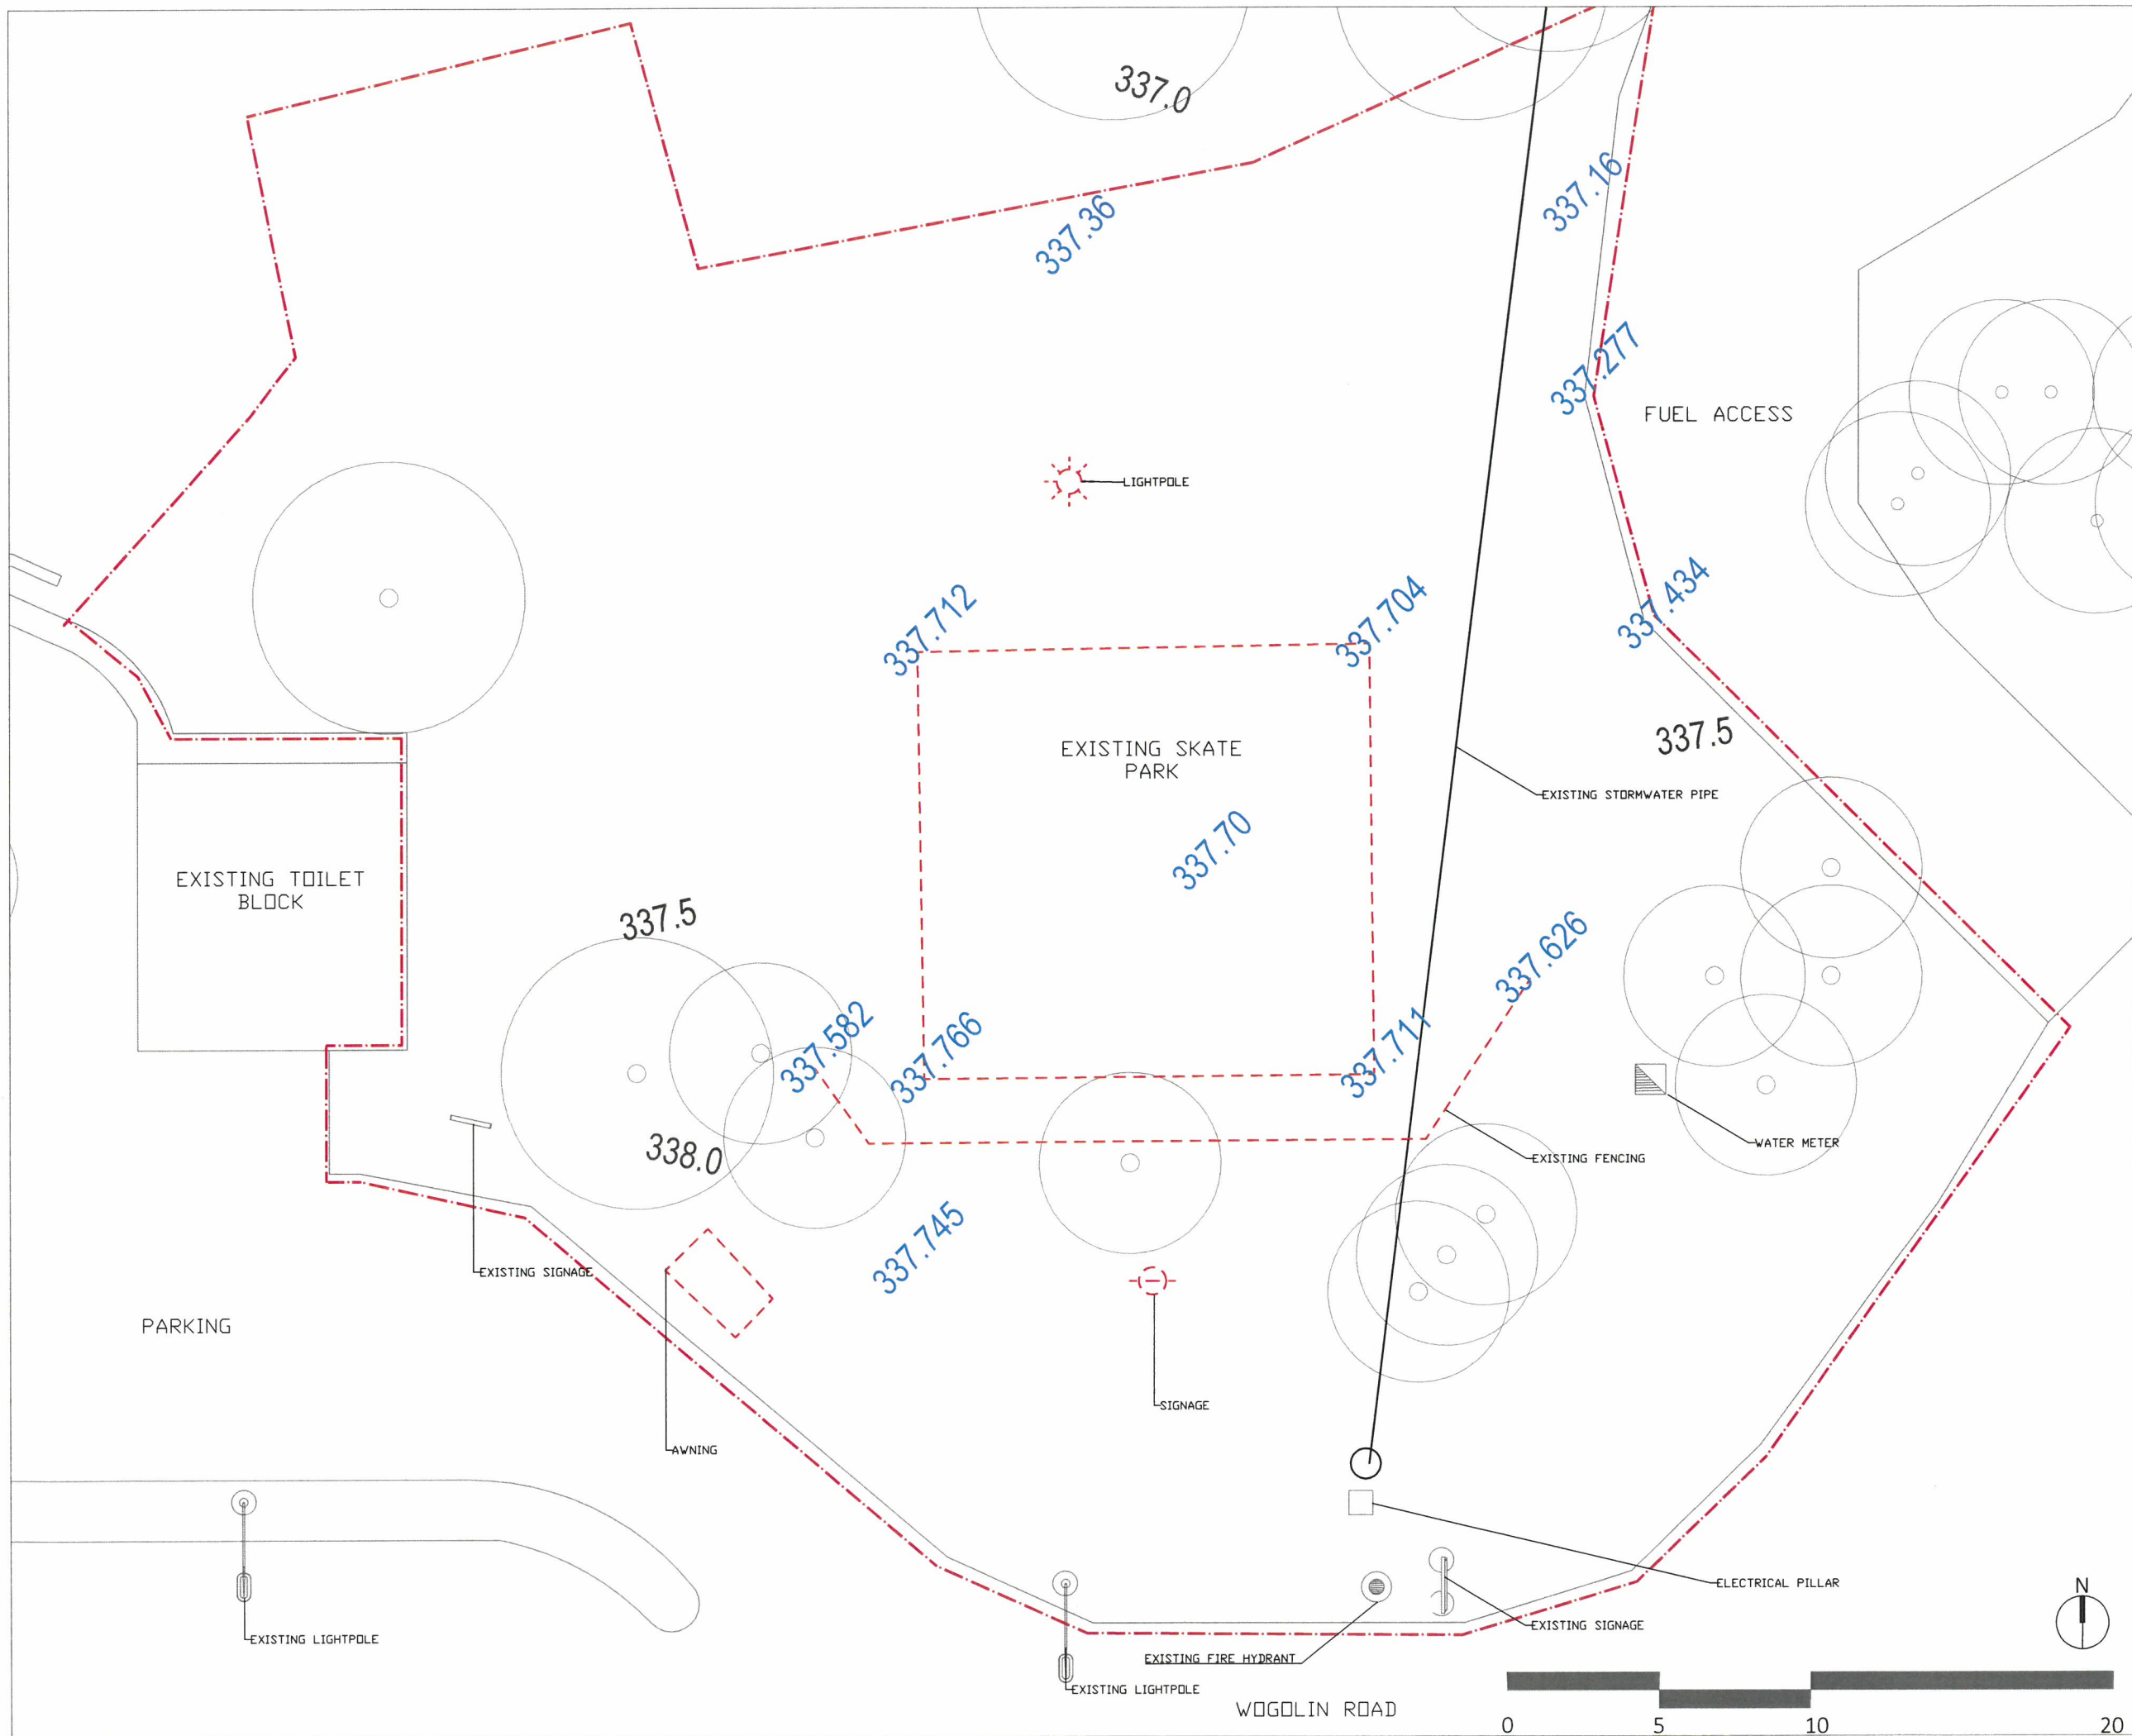 337.0
337.16
337.36
337.277
FUEL ACCESS
LIGHTPOLE
337.712
337.704
337.434
337.5
EXISTING SKATE
PARK
EXISTING STORMWATER PIPE
337.70
EXISTING TOILET
BLOCK
337.5
337.626
337.582
337.766
337.711
338.0
WATER METER
EXISTING FENCING
337.745
EXISTING SIGNAGE
PARKING
SIGNAGE
AWNING
ELECTRICAL PILLAR
N
EXISTING SIGNAGE
EXISTING LIGHTPOLE
EXISTING FIRE HYDRANT
EXISTING LIGHTPOLE
WOGOLIN ROAD
0 5 10 20